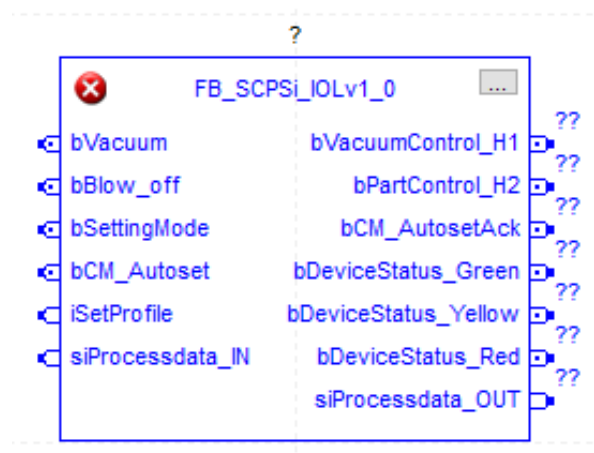 ?
FB_SCPSi_IOLv1_0 ...
bVacuum bVacuumControl_H1 ??
bBlow_off bPartControl_H2 ??
bSettingMode bCM_AutosetAck ??
bCM_Autoset bDeviceStatus_Green ??
iSetProfile bDeviceStatus_Yellow ??
siProcessdata_IN bDeviceStatus_Red ??
siProcessdata_OUT ??